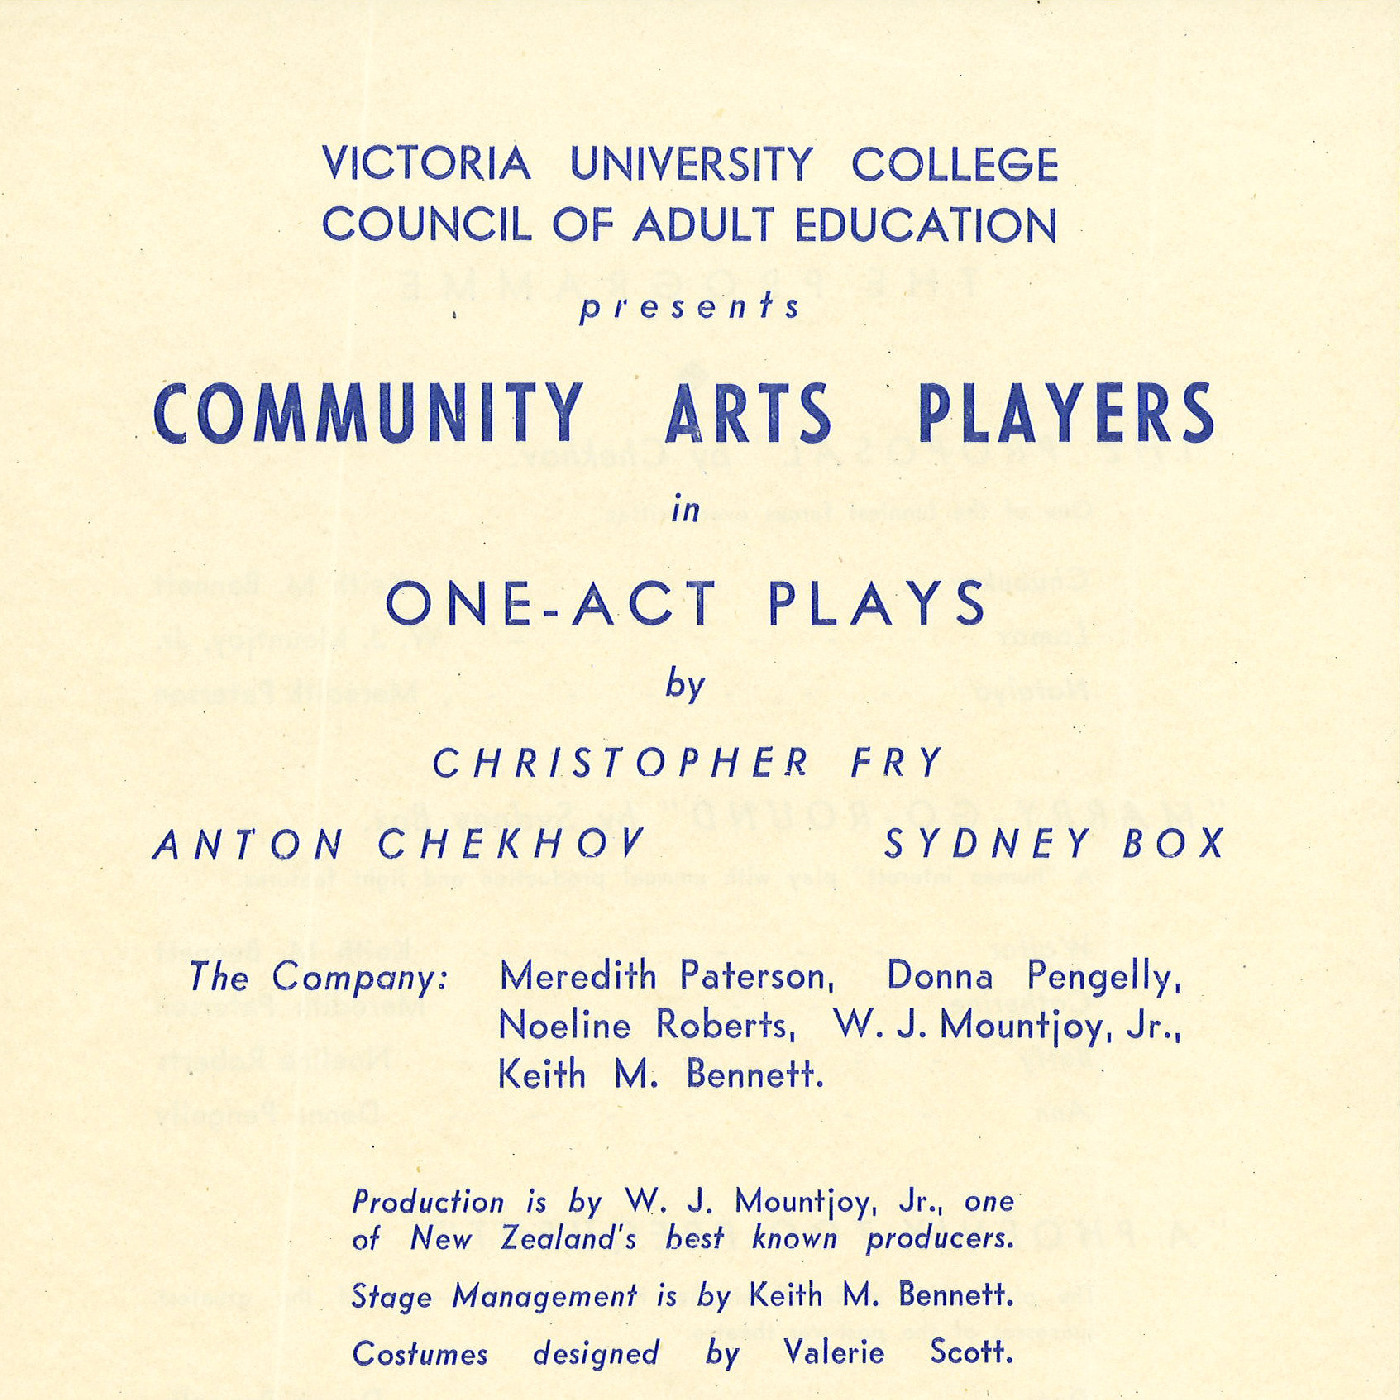 VICTORIA UNIVERSITY COLLEGE
COUNCIL OF ADULT EDUCATION
presents
COMMUNITY ARTS PLAYERS
in
ONE-ACT PLAYS
by
CHRISTOPHER FRY
ANTON CHEKHOV SYDNEY BOX
The Company: Meredith Paterson, Donna Pengelly,
Noeline Roberts, W. J. Mountjoy, Jr.,
Keith M. Bennett.
Production is by W. J. Mountjoy, Jr., one
of New Zealand's best known producers.
Stage Management is by Keith M. Bennett.
Costumes designed by Valerie Scott.